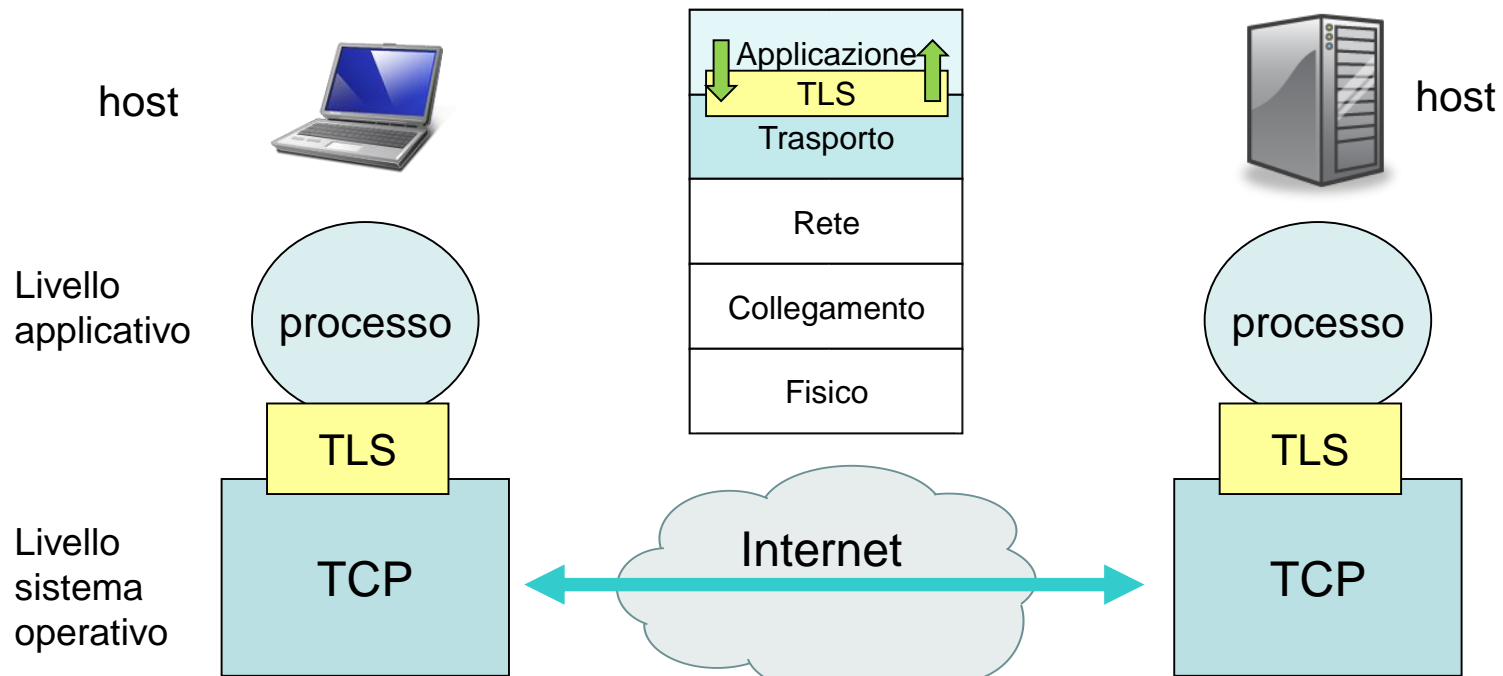 host
Applicazione
TLS
Trasporto
Rete
Collegamento
Fisico
host
Livello
applicativo
processo
TLS
processo
TLS
Livello
sistema
operativo
TCP
Internet
TCP